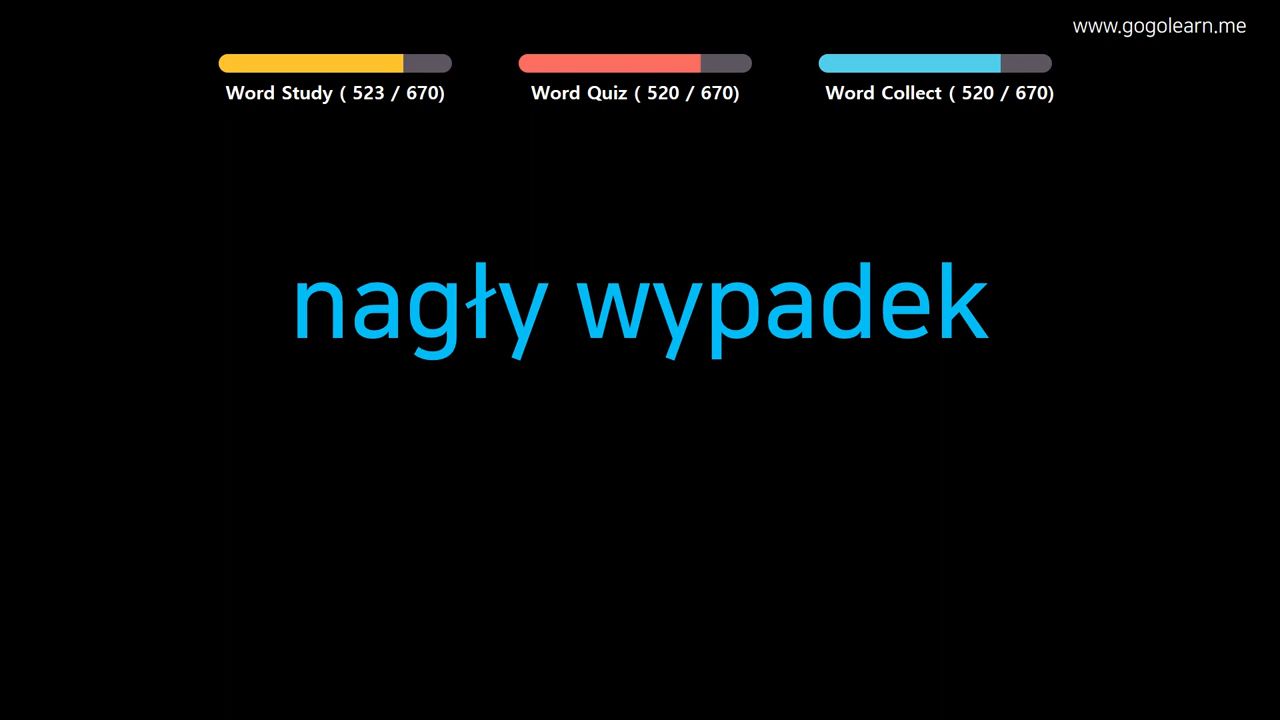 www.gogolearn.me
Word Study ( 523 / 670)
Word Quiz ( 520 / 670)
Word Collect ( 520 / 670)
nagły wypadek